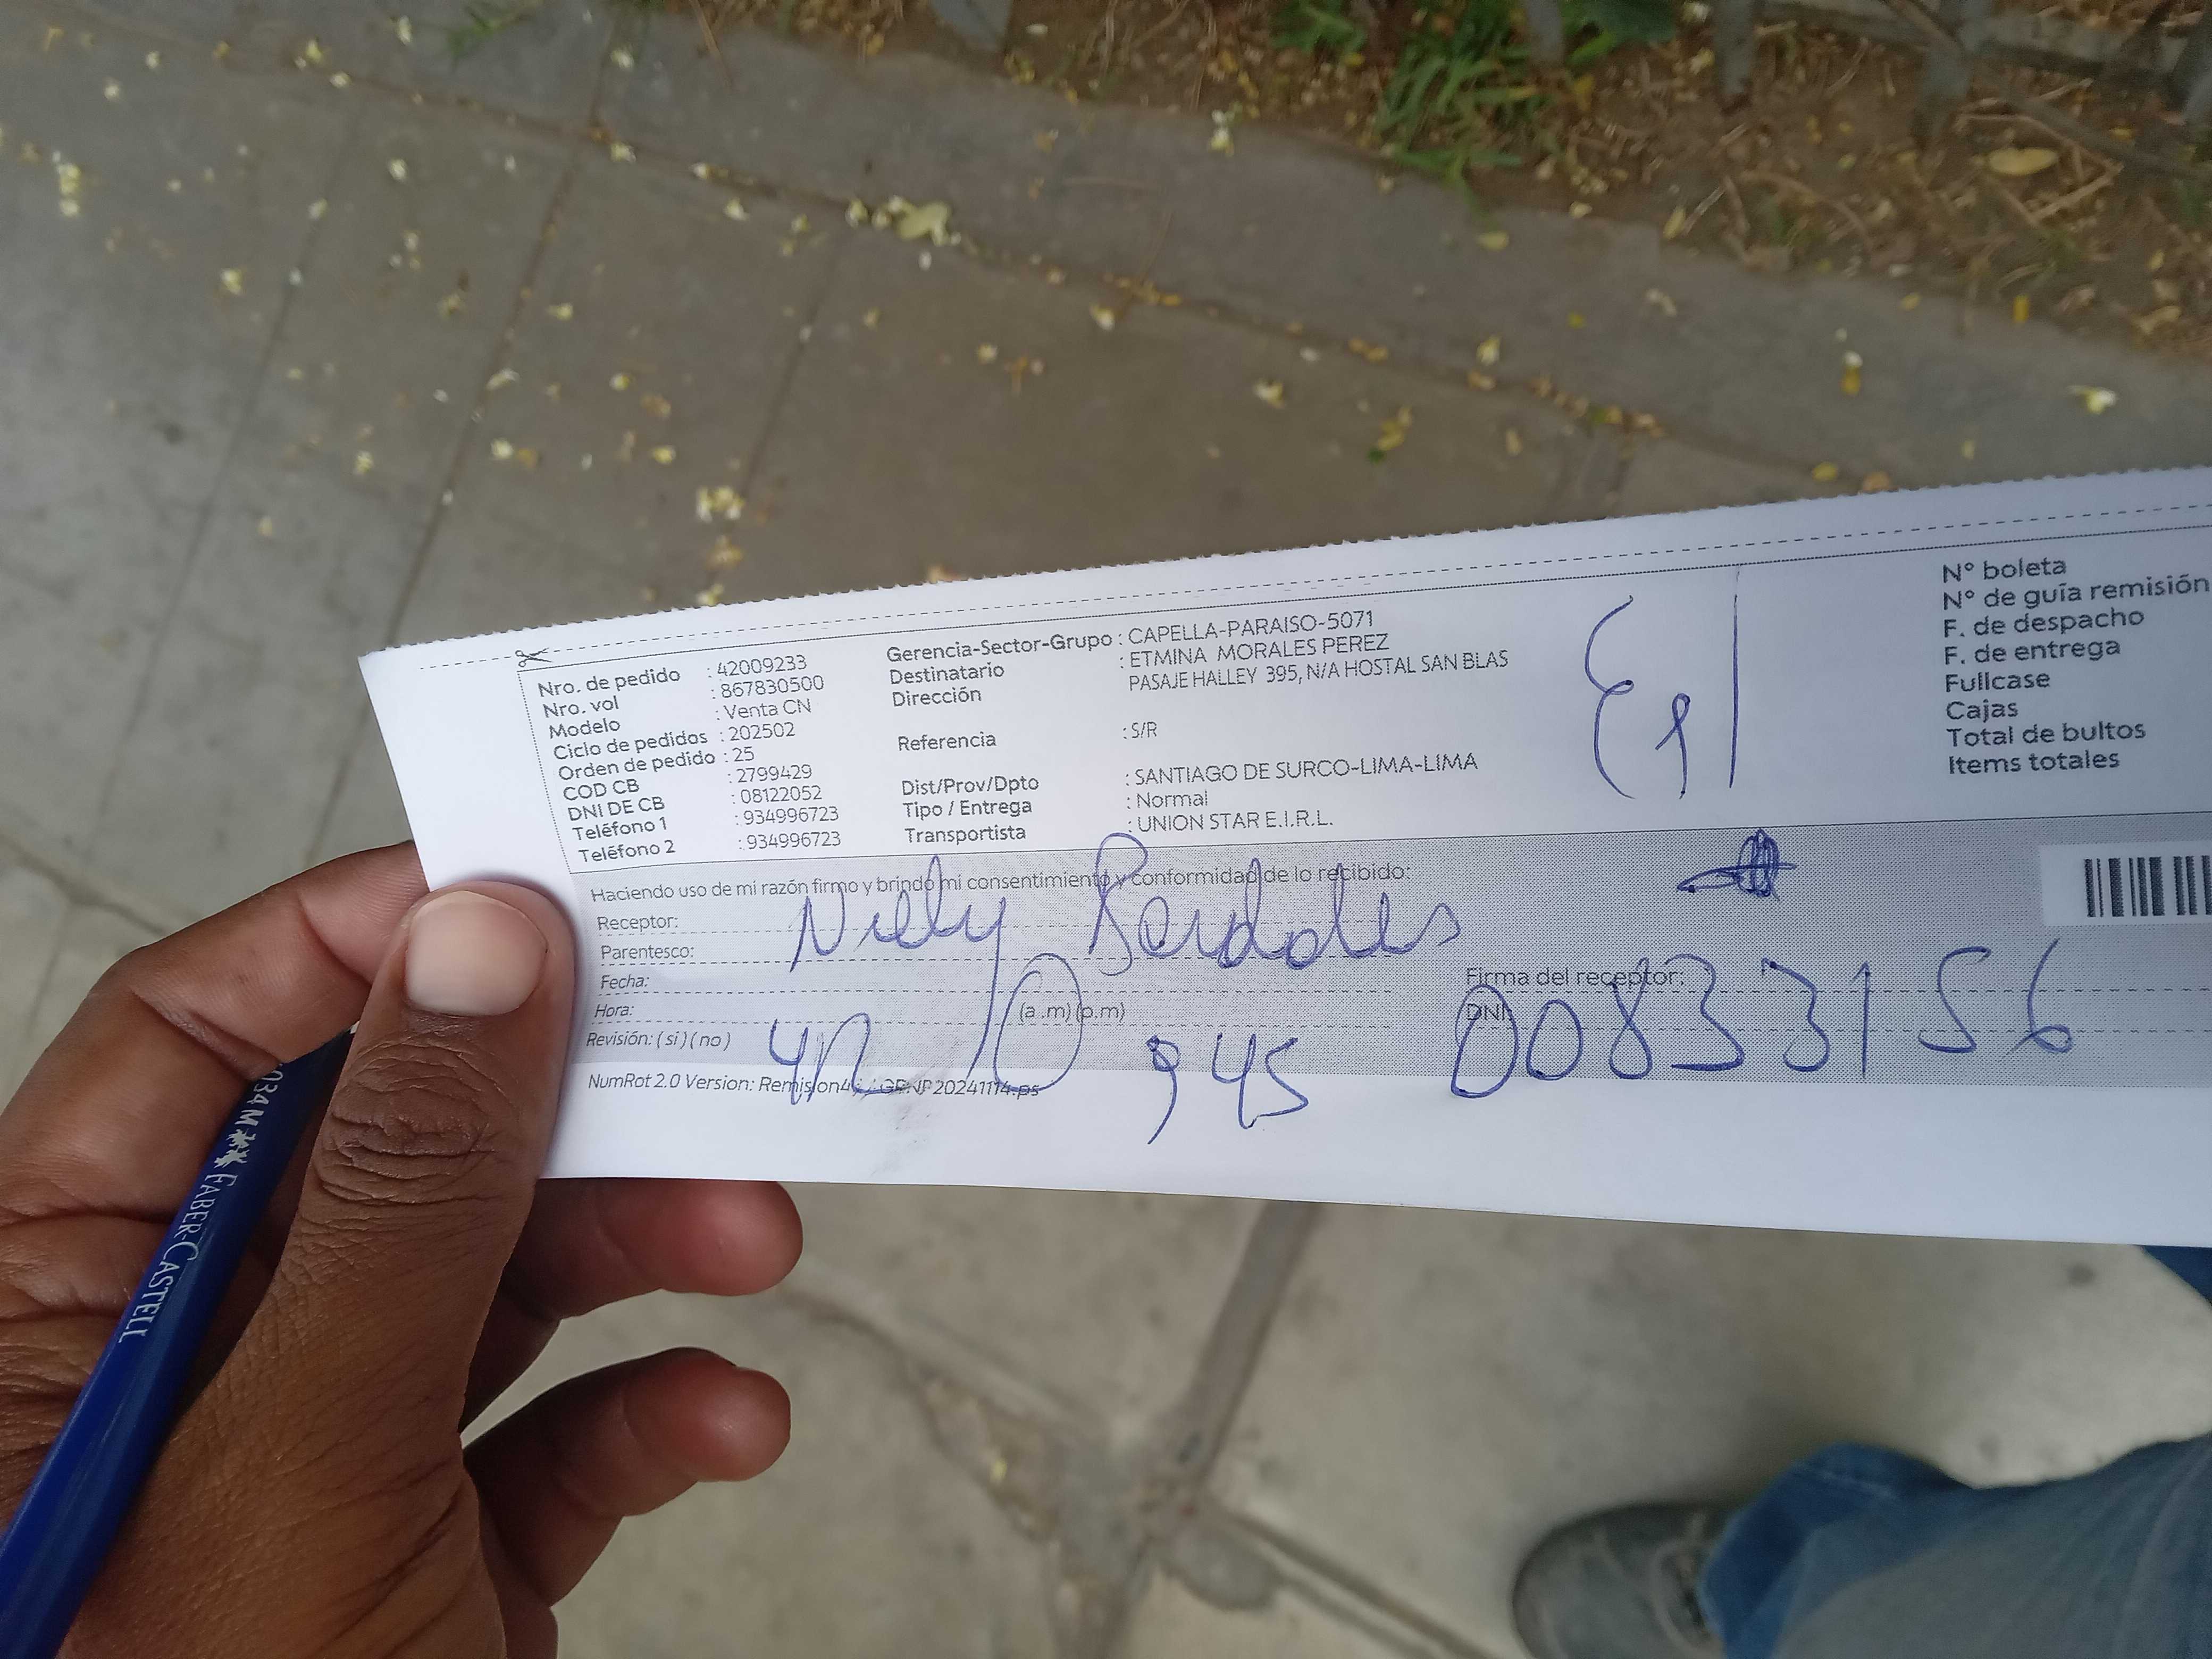 Nro. de pedido : 42009233
Nro. vol : 867830500
Modelo : Venta CN
Ciclo de pedidos : 202502
Orden de pedido : 25
COD CB : 2799429
DNI DE CB : 08122052
Teléfono 1 : 934996723
Teléfono 2 : 934996723
Gerencia-Sector-Grupo : CAPELLA-PARAISO-5071
Destinatario : ETMINA MORALES PEREZ
Dirección PASAJE HALLEY 395, N/A HOSTAL SAN BLAS
Referencia : S/R
Dist/Prov/Dpto : SANTIAGO DE SURCO-LIMA-LIMA
Tipo / Entrega : Normal
Transportista : UNION STAR E.I.R.L.
N° boleta
N° de guía remisión
F. de despacho
F. de entrega
Fullcase
Cajas
Total de bultos
Items totales
Haciendo uso de mi razón firmo y brindo mi consentimiento y conformidad de lo recibido:
Receptor:
Parentesco:
Fecha:
Hora: (a .m) (p.m)
Revisión: ( si ) ( no )
Firma del receptor:
DNI: 00833156
945
NumRot 2.0 Version: 20241114.ps
034M FABER-CASTELL